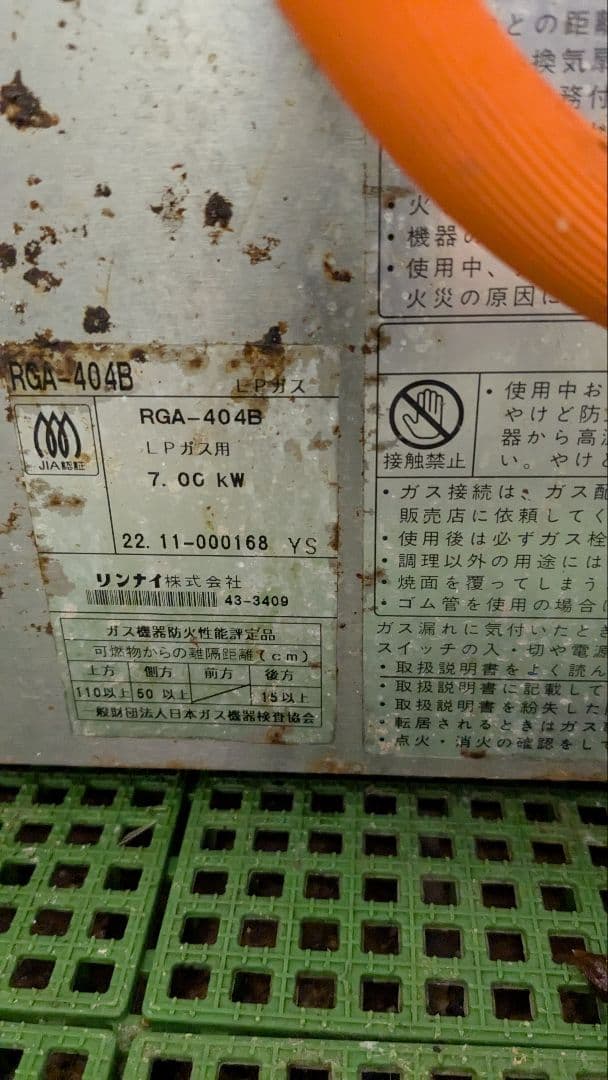 との距離
換気扇
務付
・火
・機器の
・使用中、
火災の原因に
RGA-404B LPガス
JIA認証
RGA-404B
LPガス用
7.00 kW
22.11-000168 YS
リンナイ株式会社
43-3409
ガス機器防火性能評定品
可燃物からの離隔距離(cm)
上方 側方 前方 後方
110以上 50以上 15以上
一般財団法人日本ガス機器検査協会
接触禁止
・使用中お
やけど防
器から高温
い。やけど
・ガス接続は、ガス配
販売店に依頼してく
・使用後は必ずガス栓
・調理以外の用途には
・焼面を覆ってしまう
・ゴム管を使用の場合は
ガス漏れに気付いたとき
スイッチの入・切や電源
・取扱説明書をよく読ん
・取扱説明書に記載して
・取扱説明書を紛失した
・転居されるときはガス
・点火・消火の確認をし